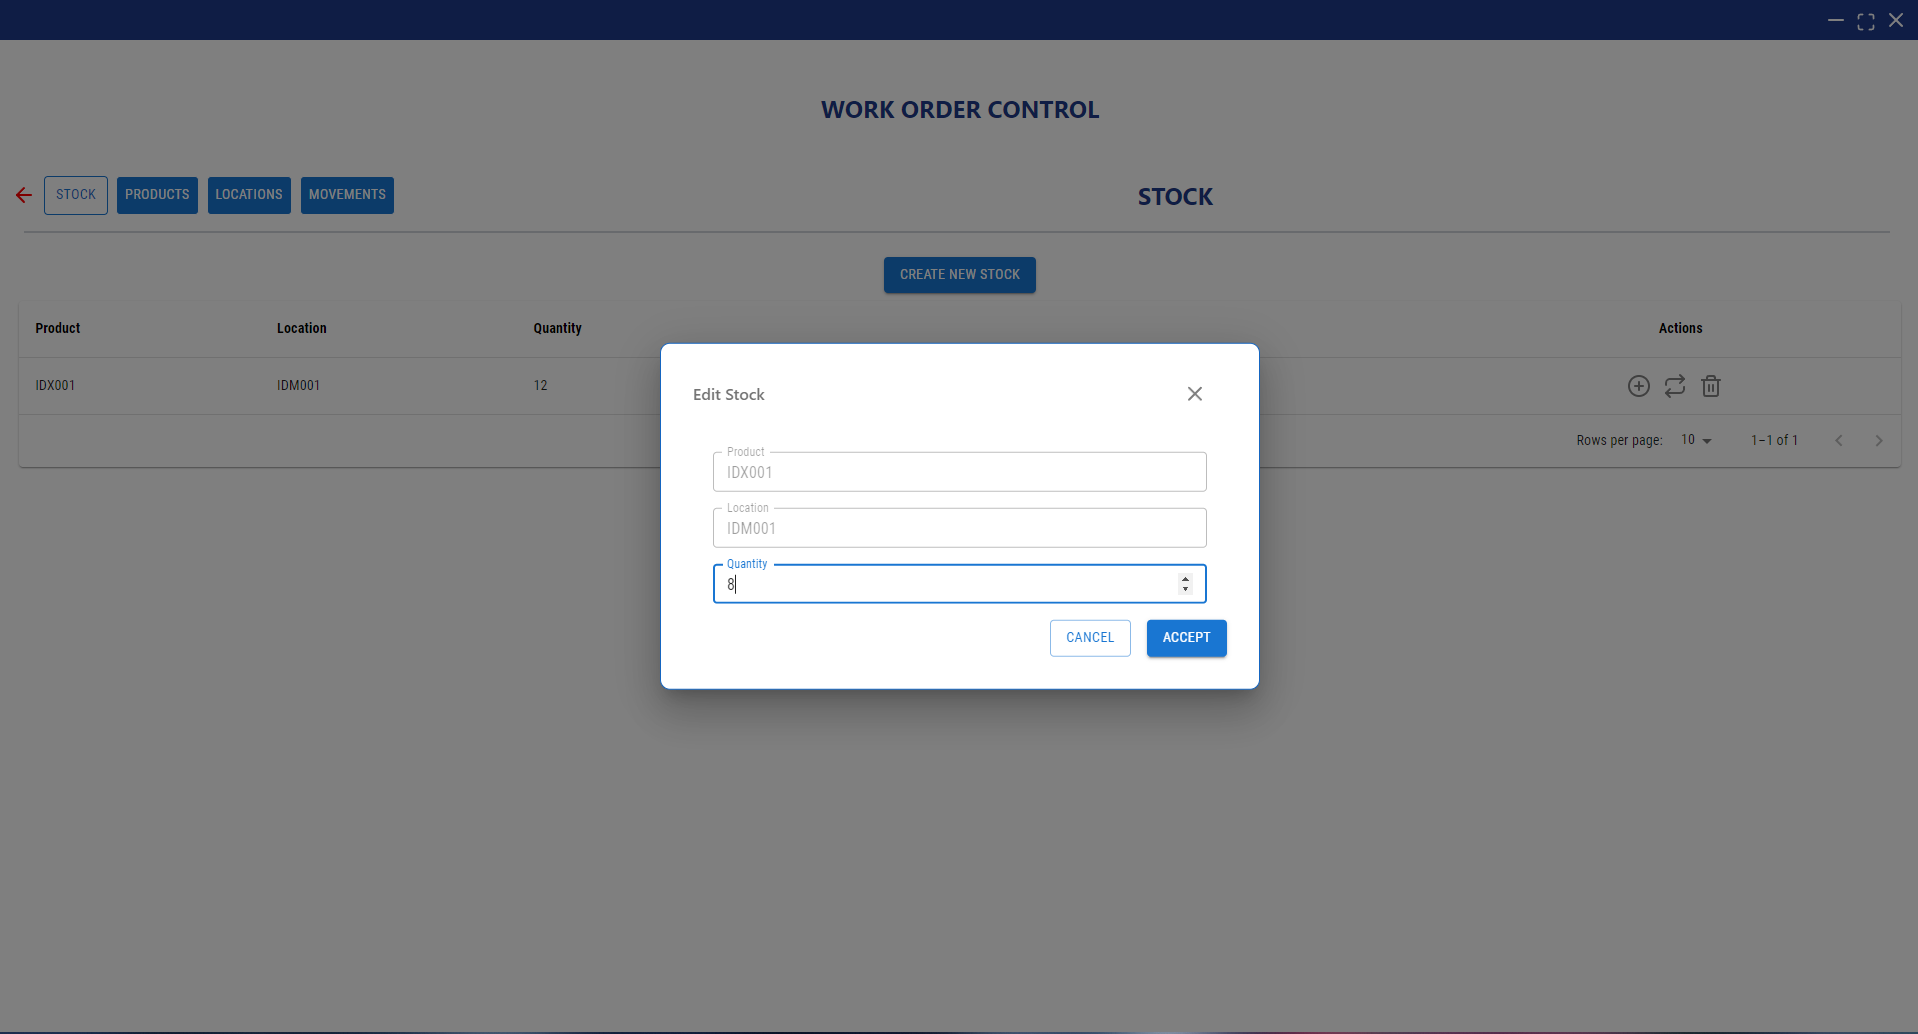 WORK ORDER CONTROL
STOCK PRODUCTS LOCATIONS MOVEMENTS STOCK
CREATE NEW STOCK
Product Location Quantity Actions
IDX001 IDM001 12
Rows per page: 10 1–1 of 1
Edit Stock
Product
IDX001
Location
IDM001
Quantity
8
CANCEL ACCEPT